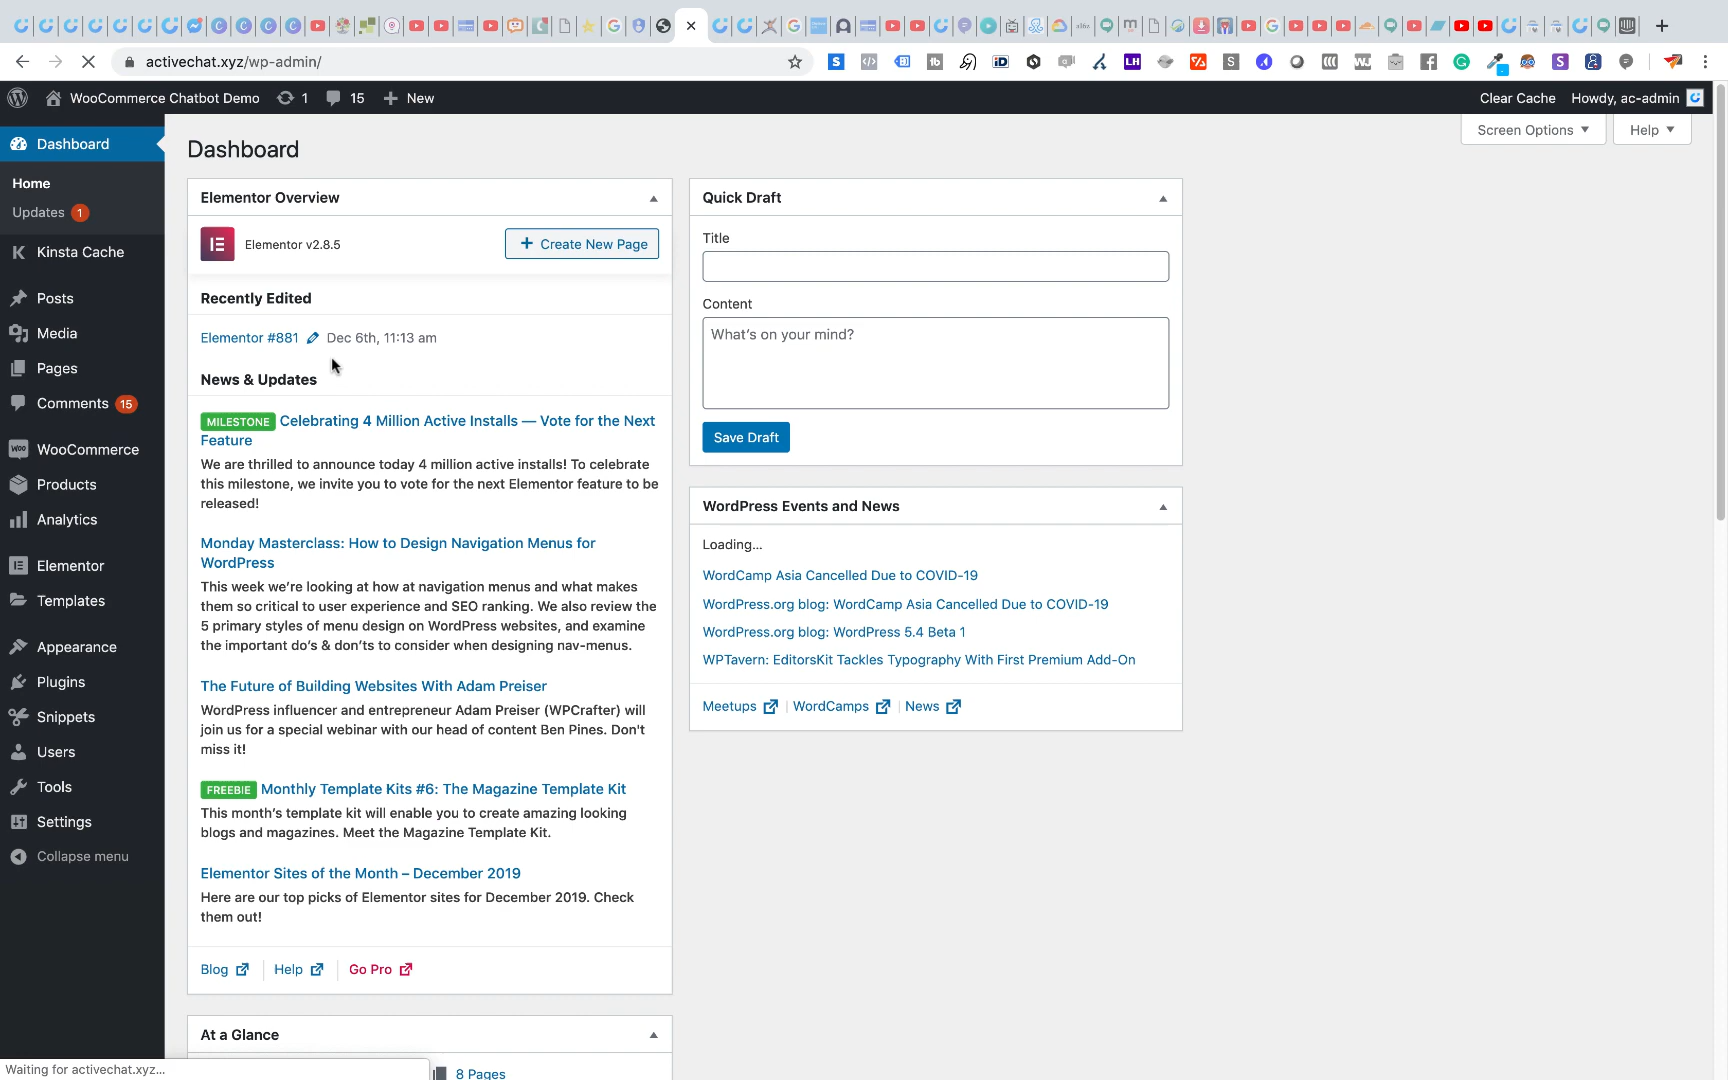 activechat.xyz/wp-admin/
WooCommerce Chatbot Demo 1 15 New
Clear Cache Howdy, ac-admin
Screen Options Help
Dashboard
Home
Updates 1
Kinsta Cache
Posts
Media
Pages
Comments 15
WooCommerce
Products
Analytics
Elementor
Templates
Appearance
Plugins
Snippets
Users
Tools
Settings
Collapse menu
Dashboard
Elementor Overview
Elementor v2.8.5
Create New Page
Recently Edited
Elementor #881 Dec 6th, 11:13 am
News & Updates
MILESTONE Celebrating 4 Million Active Installs — Vote for the Next
Feature
We are thrilled to announce today 4 million active installs! To celebrate
this milestone, we invite you to vote for the next Elementor feature to be
released!
Monday Masterclass: How to Design Navigation Menus for
WordPress
This week we're looking at how at navigation menus and what makes
them so critical to user experience and SEO ranking. We also review the
5 primary styles of menu design on WordPress websites, and examine
the important do's & don'ts to consider when designing nav-menus.
The Future of Building Websites With Adam Preiser
WordPress influencer and entrepreneur Adam Preiser (WPCrafter) will
join us for a special webinar with our head of content Ben Pines. Don't
miss it!
FREEBIE Monthly Template Kits #6: The Magazine Template Kit
This month's template kit will enable you to create amazing looking
blogs and magazines. Meet the Magazine Template Kit.
Elementor Sites of the Month – December 2019
Here are our top picks of Elementor sites for December 2019. Check
them out!
Blog Help Go Pro
At a Glance
8 Pages
Quick Draft
Title
Content
What's on your mind?
Save Draft
WordPress Events and News
Loading...
WordCamp Asia Cancelled Due to COVID-19
WordPress.org blog: WordCamp Asia Cancelled Due to COVID-19
WordPress.org blog: WordPress 5.4 Beta 1
WPTavern: EditorsKit Tackles Typography With First Premium Add-On
Meetups WordCamps News
Waiting for activechat.xyz...